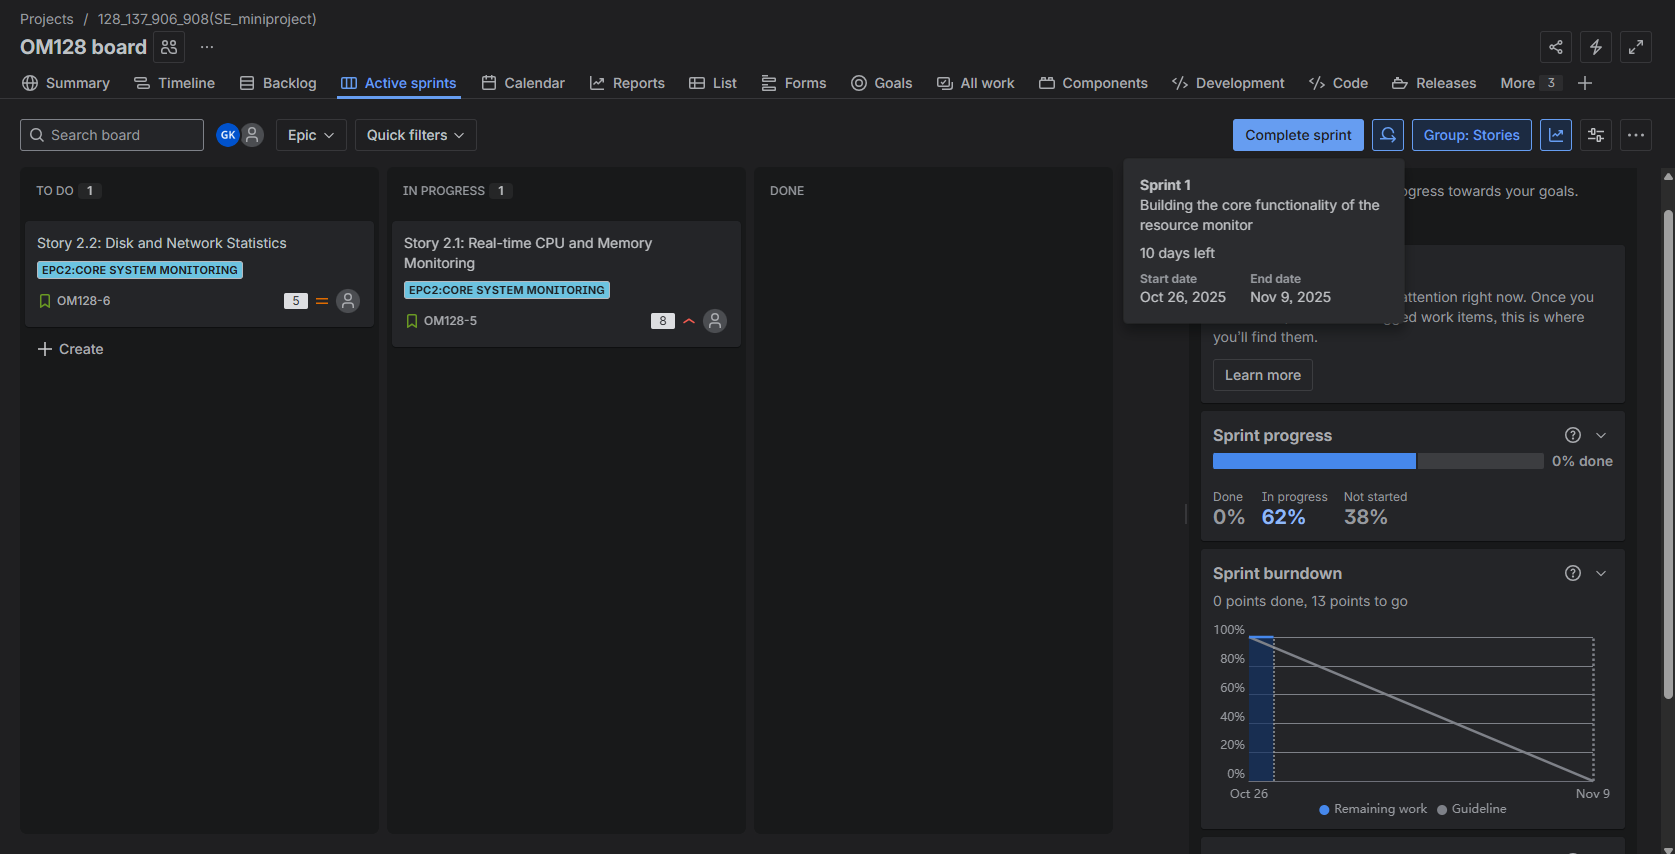 Projects / 128_137_906_908(SE_miniproject)
OM128 board
Summary Timeline Backlog Active sprints Calendar Reports List Forms Goals All work Components Development Code Releases More 3
Search board GK Epic Quick filters Complete sprint Group: Stories
TO DO 1
Story 2.2: Disk and Network Statistics
EPC2:CORE SYSTEM MONITORING
OM128-6 5
Create
IN PROGRESS 1
Story 2.1: Real-time CPU and Memory
Monitoring
EPC2:CORE SYSTEM MONITORING
OM128-5 8
DONE
Sprint 1
Building the core functionality of the
resource monitor
10 days left
Start date End date
Oct 26, 2025 Nov 9, 2025
towards your goals.
right now. Once you
work items, this is where
you'll find them.
Learn more
Sprint progress
0% done
Done In progress Not started
0% 62% 38%
Sprint burndown
0 points done, 13 points to go
100%
80%
60%
40%
20%
0%
Oct 26 Nov 9
Remaining work Guideline